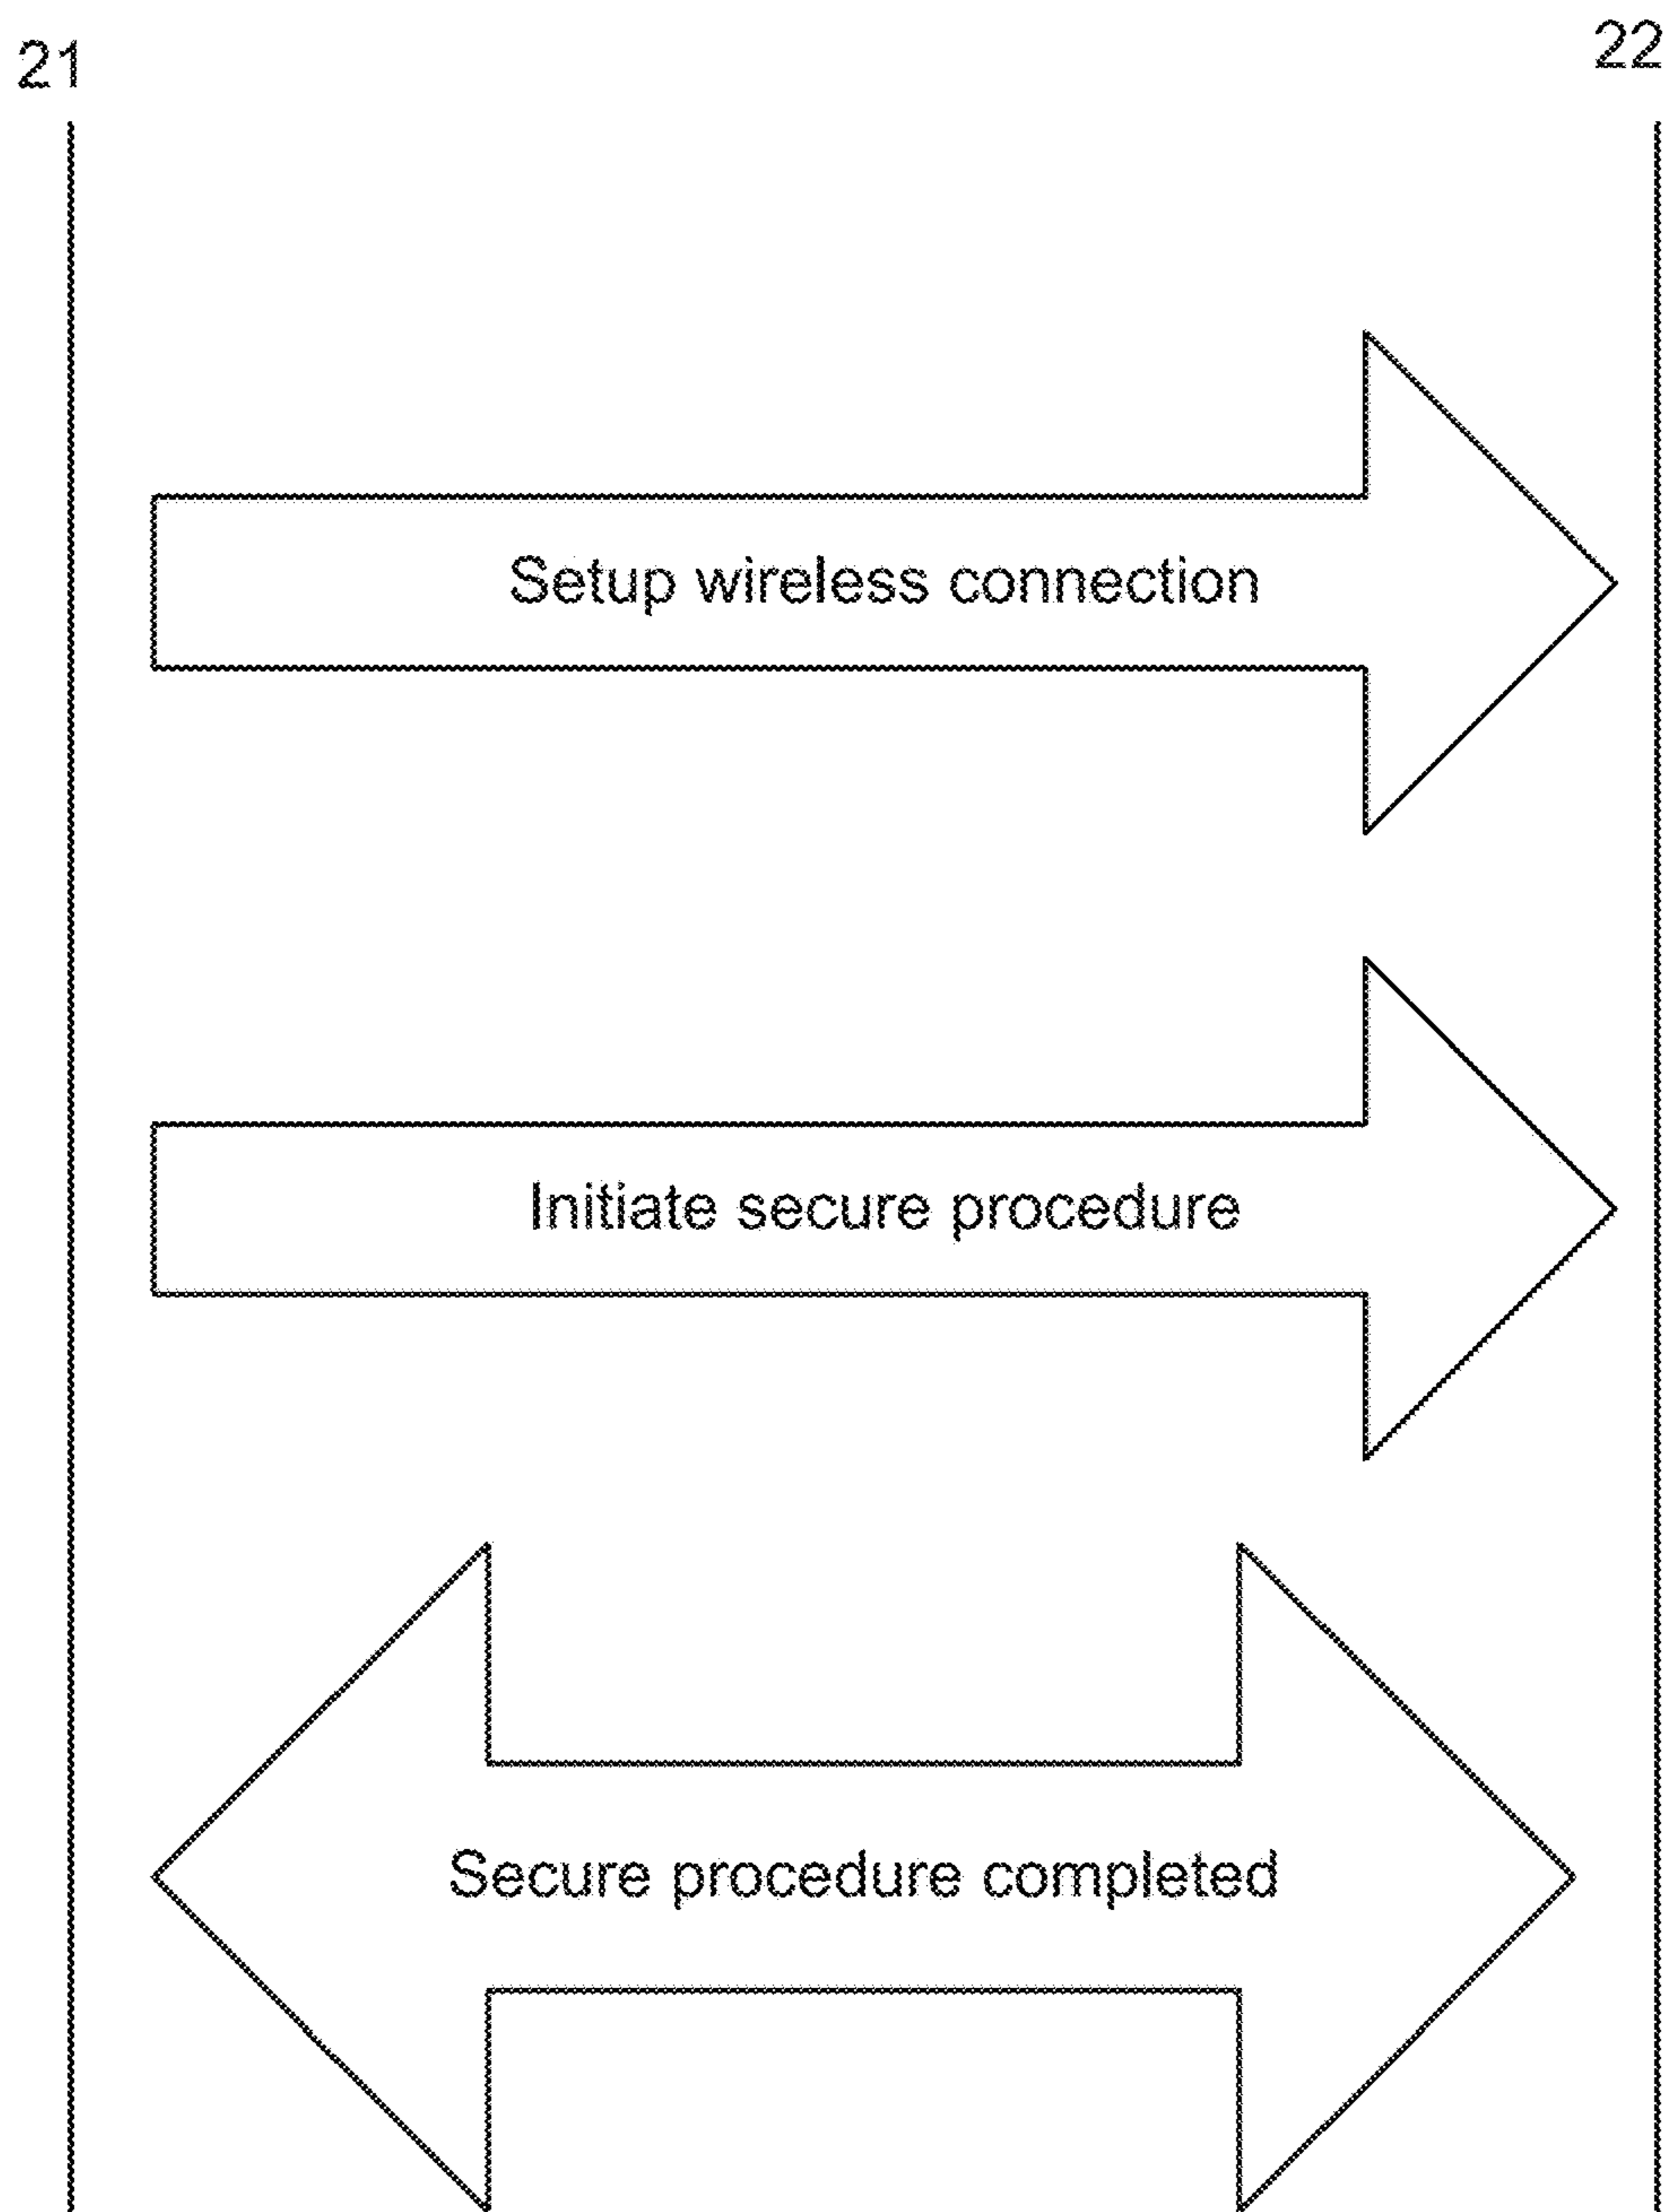 21
22
Setup wireless connection
Initiate secure procedure
Secure procedure completed